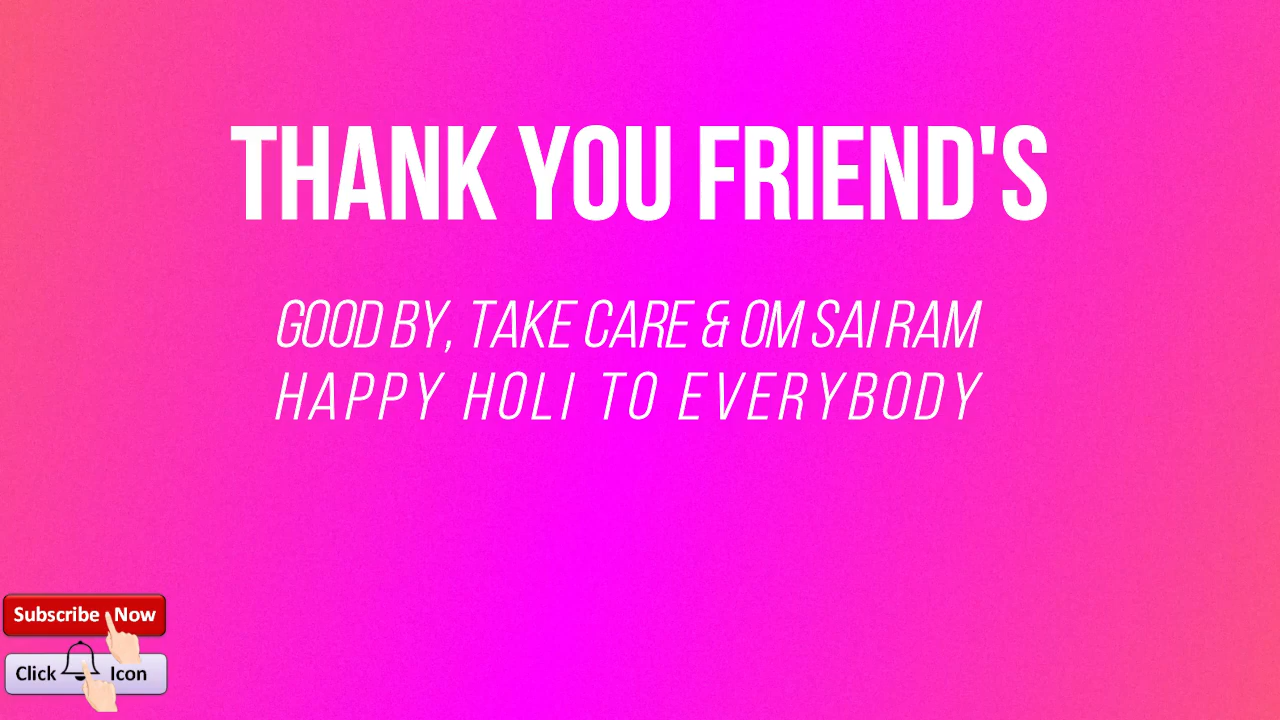 THANK YOU FRIEND'S
GOOD BY, TAKE CARE & OM SAI RAM
HAPPY HOLI TO EVERYBODY
Subscribe Now
Click Icon